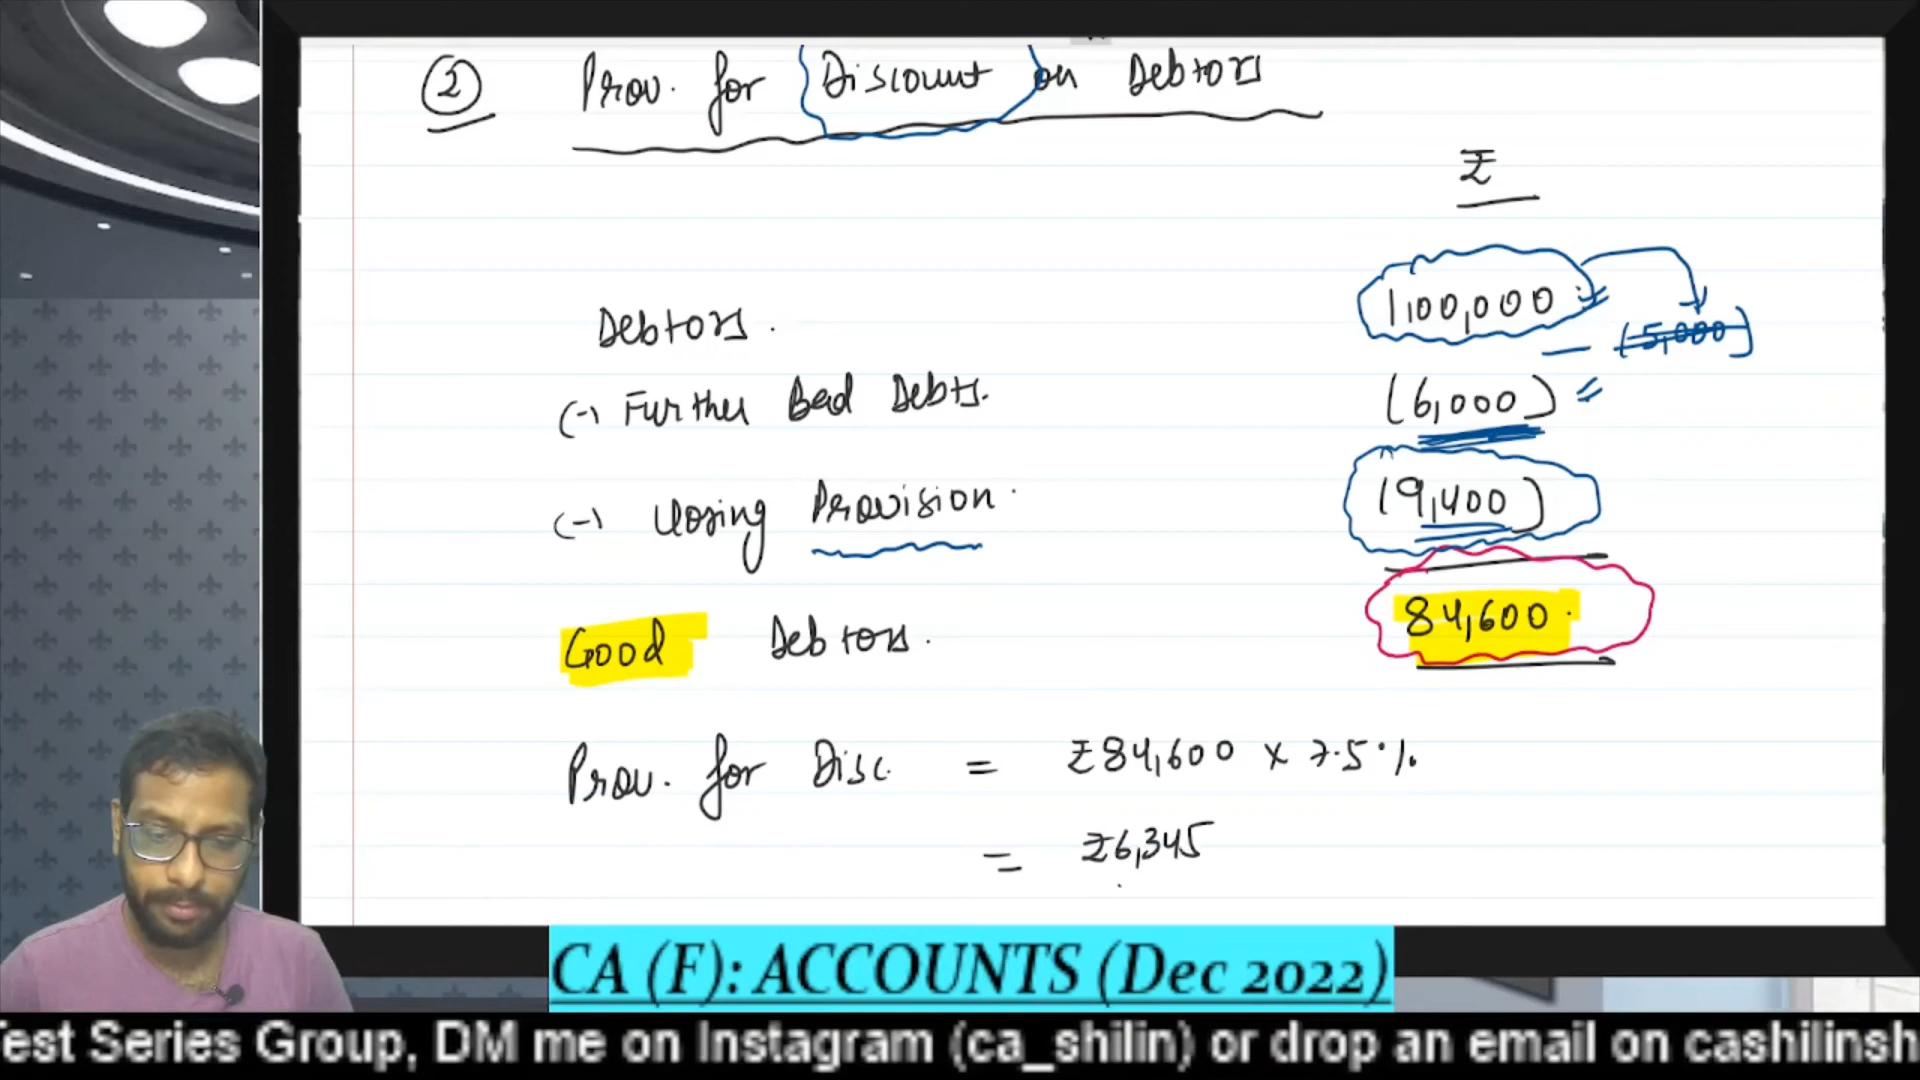 ② Prov. for Discount on Debtors
₹
Debtors. 1,00,000
— (5,000)
(-) Further Bad Debts. (6,000) =
(-) Closing Provision. (9,400)
Good Debtors. 84,600.
Prov. for Disc. = ₹84,600 x 7.5%
= ₹6,345
CA (F): ACCOUNTS (Dec 2022)
est Series Group, DM me on Instagram (ca_shilin) or drop an email on cashilinsh